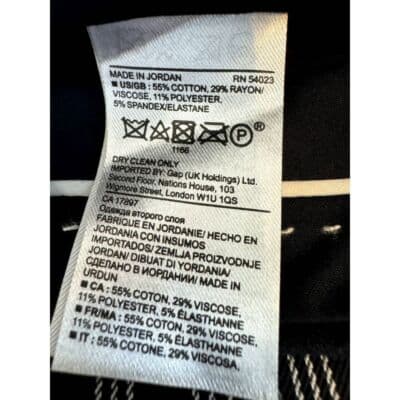 MADE IN JORDAN RN 54023
■ US/GB : 55% COTTON, 29% RAYON/
VISCOSE, 11% POLYESTER,
5% SPANDEX/ELASTANE
P ®
1166
DRY CLEAN ONLY
IMPORTED BY: Gap (UK Holdings) Ltd.
Second Floor, Nations House, 103
Wigmore Street, London W1U 1QS
CA 17897
Одежда второго слоя
FABRIQUE EN JORDANIE/ HECHO EN
JORDANIA CON INSUMOS
IMPORTADOS/ ZEMLJA PROIZVODNJE
JORDAN/ DIBUAT DI YORDANIA/
СДЕЛАНО В ИОРДАНИИ/ MADE IN
URDUN
■ CA : 55% COTON, 29% VISCOSE,
11% POLYESTER, 5% ÉLASTHANNE
■ FR/MA : 55% COTON, 29% VISCOSE,
11% POLYESTER, 5% ÉLASTHANNE
■ IT : 55% COTONE, 29% VISCOSA,